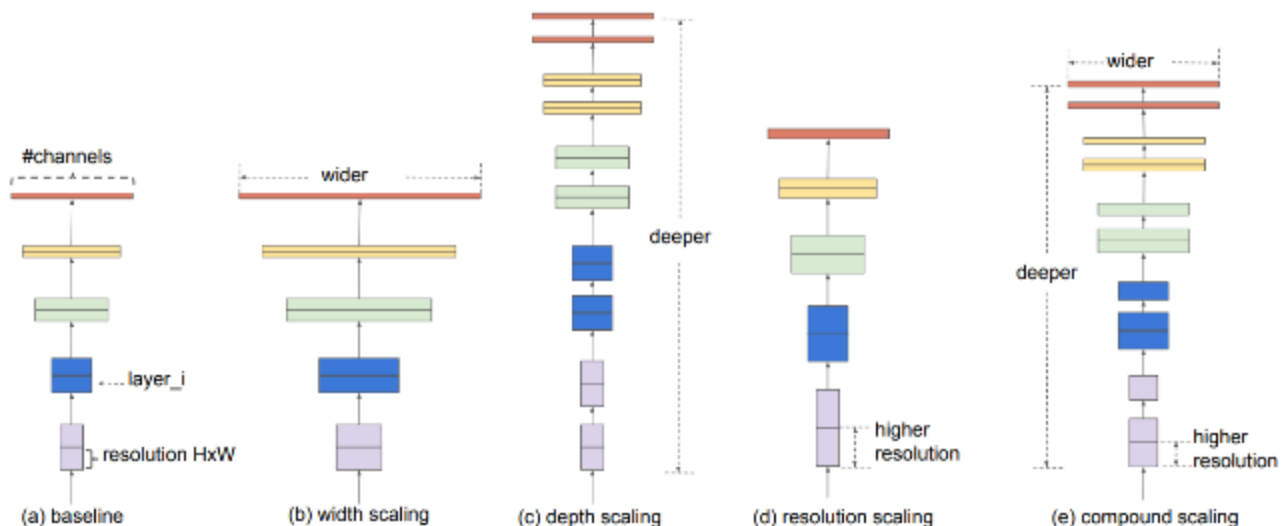 #channels
layer_i
resolution HxW
(a) baseline
wider
(b) width scaling
deeper
(c) depth scaling
higher
resolution
(d) resolution scaling
wider
deeper
higher
resolution
(e) compound scaling